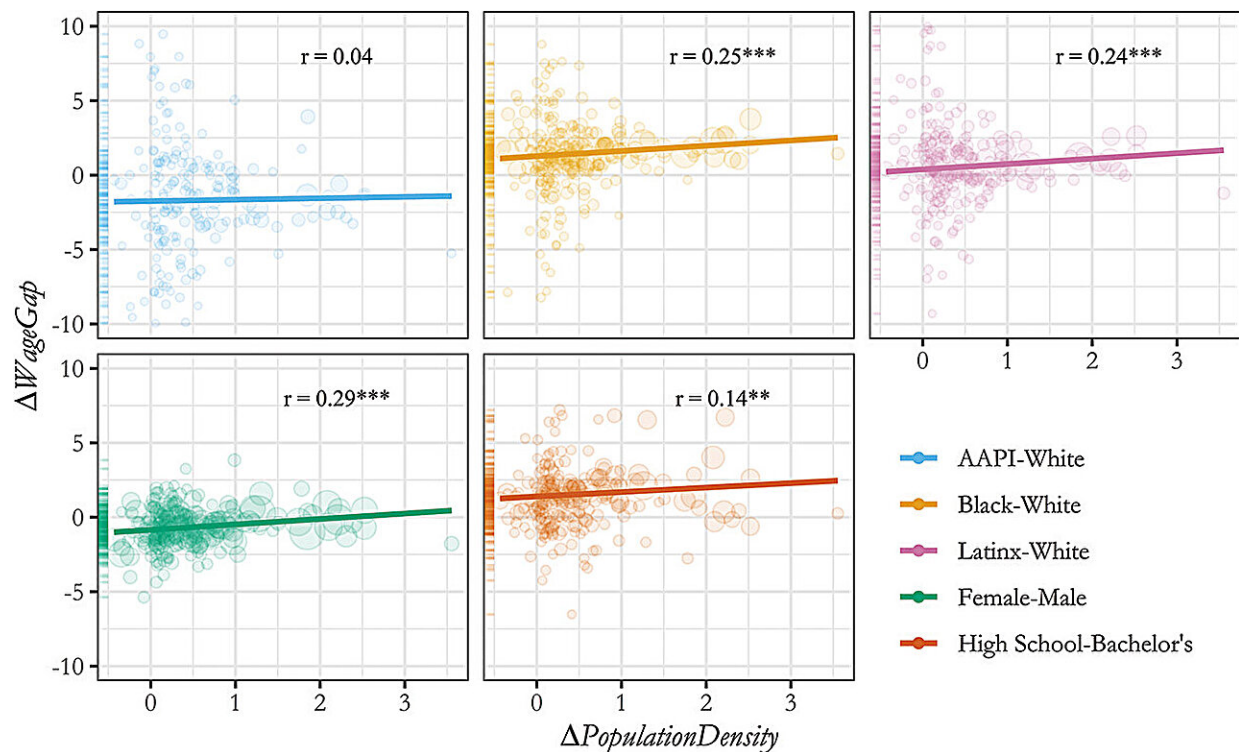 r = 0.04
r = 0.25***
r = 0.24***
10
5
0
-5
-10
0 1 2 3
ΔWageGap
r = 0.29***
r = 0.14**
10
5
0
-5
-10
0 1 2 3
0 1 2 3
ΔPopulationDensity
AAPI-White
Black-White
Latinx-White
Female-Male
High School-Bachelor's